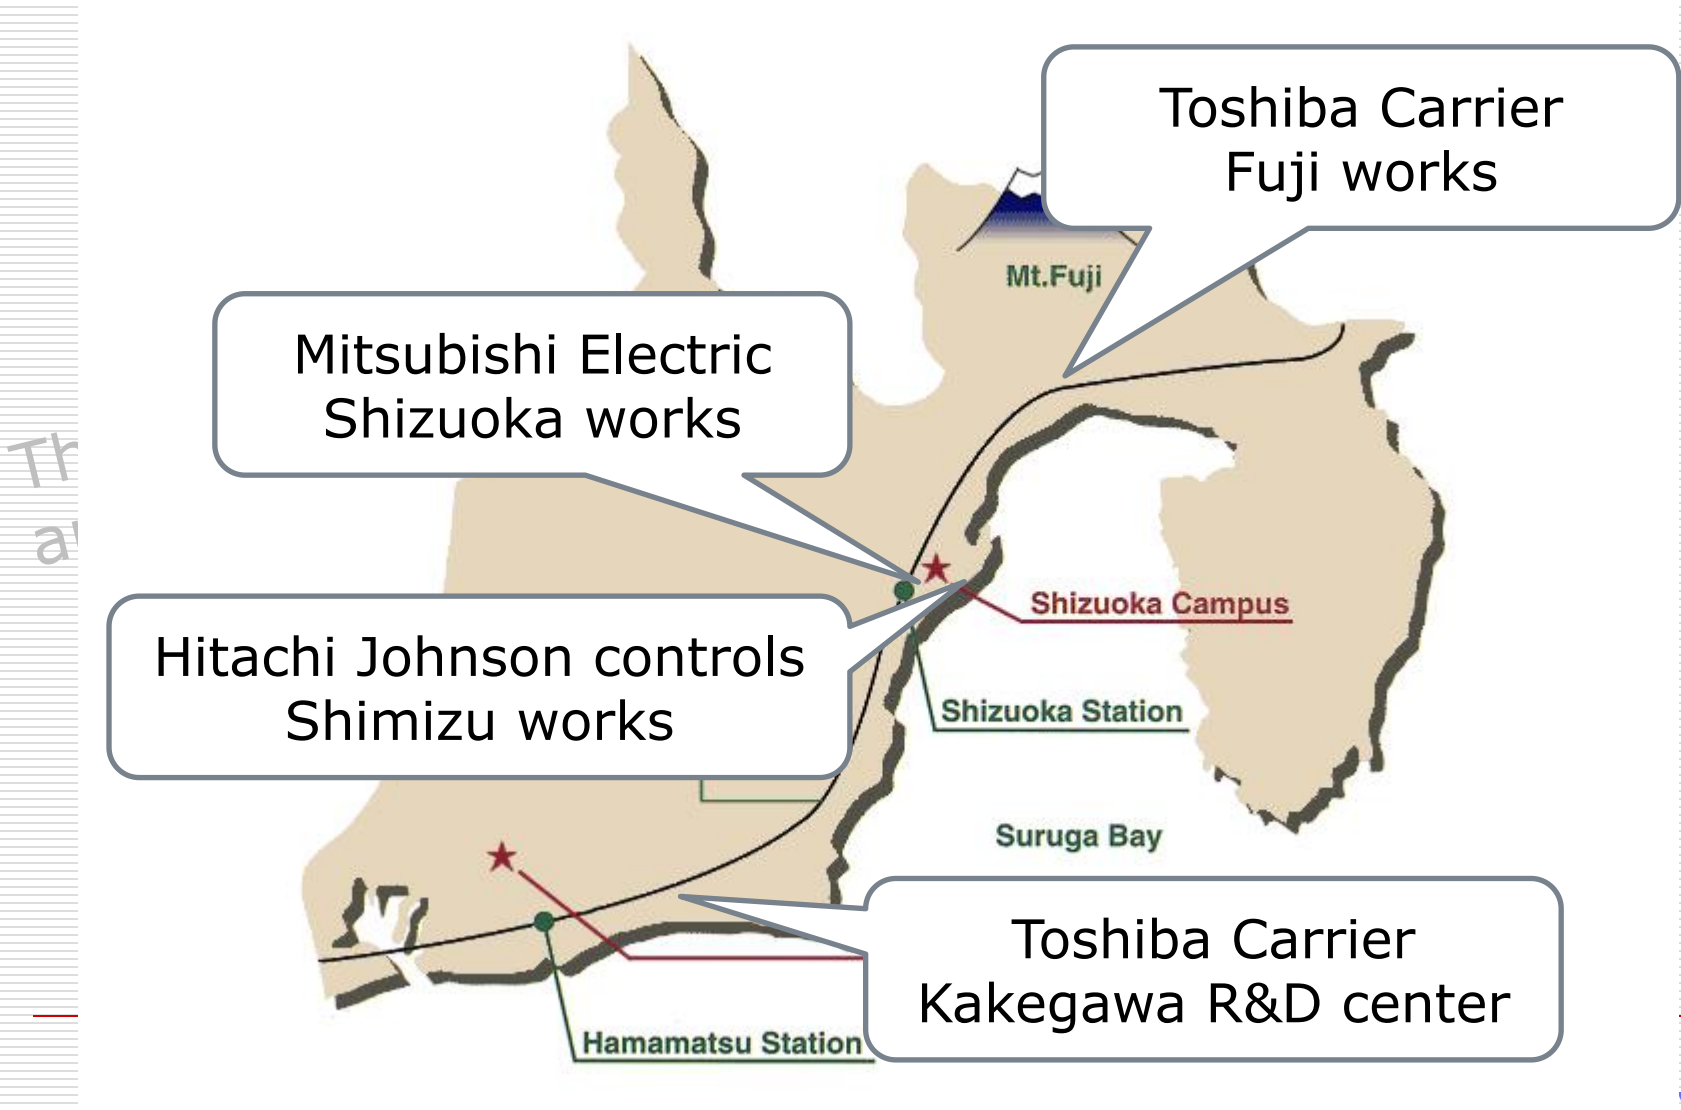 Toshiba Carrier
Fuji works
Mt.Fuji
Mitsubishi Electric
Shizuoka works
Shizuoka Campus
Hitachi Johnson controls
Shimizu works
Shizuoka Station
Suruga Bay
Toshiba Carrier
Kakegawa R&D center
Hamamatsu Station